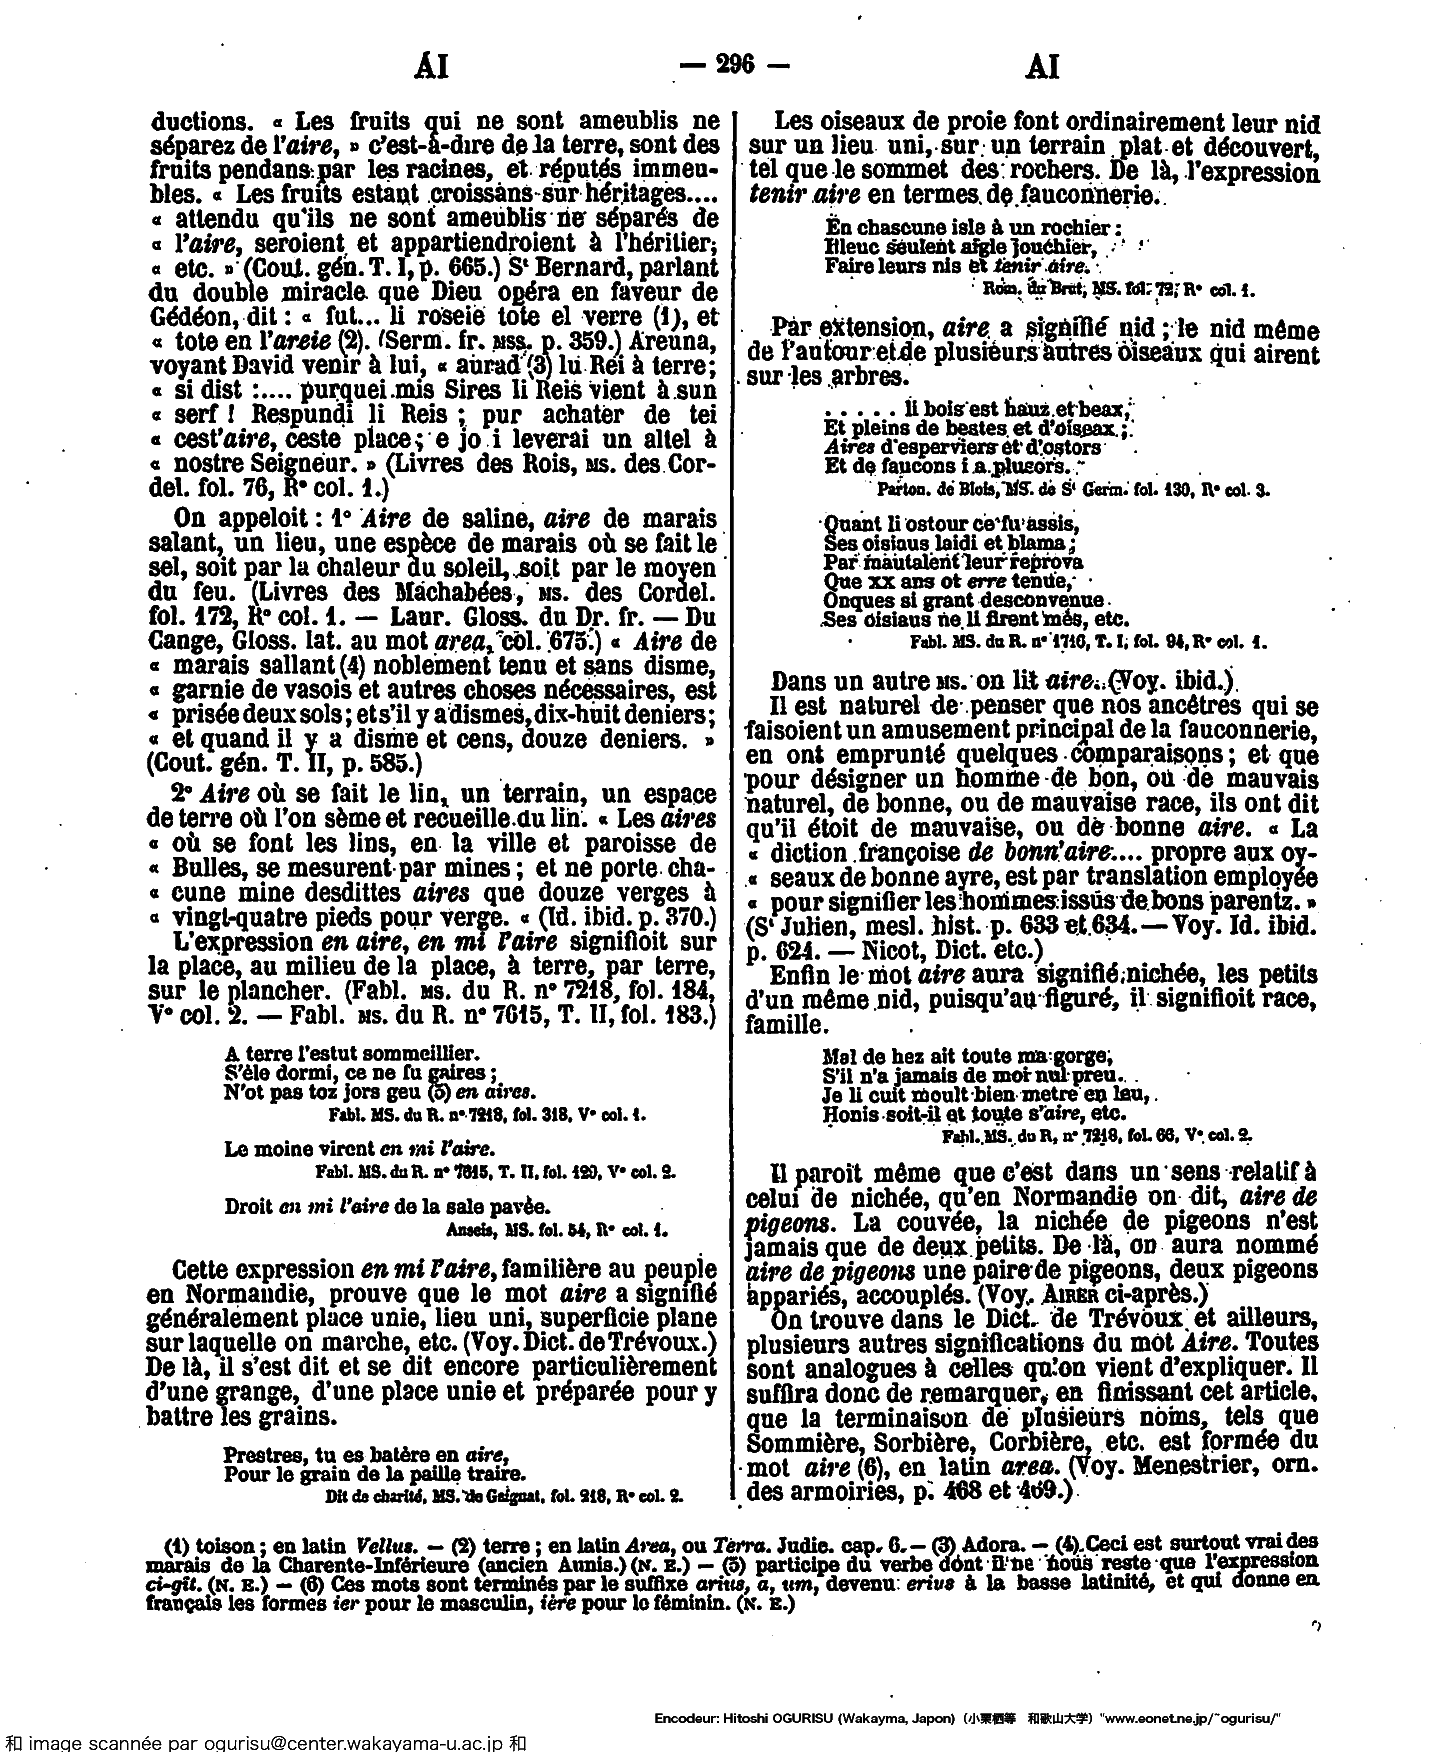 AI
— 296 —
AI
ductions. « Les fruits qui ne sont ameublis ne
séparez de l'aire, » c'est-à-dire de la terre, sont des
fruits pendans par les racines, et réputés immeu-
bles. « Les fruits estant croissans sur héritages....
« attendu qu'ils ne sont ameublis ne séparés de
« l'aire, seroient et appartiendroient à l'héritier;
« etc. » (Cout. gén. T. I, p. 665.) St Bernard, parlant
du double miracle que Dieu opéra en faveur de
Gédéon, dit : « fut... li roseie tote el verre (1), et
« tote en l'areie (2). (Serm. fr. MSS. p. 359.) Areuna,
voyant David venir à lui, « aurad (3) lu Rei à terre;
« si dist :.... purquei mis Sires li Reis vient à sun
« serf ! Respundi li Reis ; pur achater de tei
« cest'aire, ceste place; e jo i leverai un altel à
« nostre Seigneur. » (Livres des Rois, MS. des Cor-
del. fol. 76, R° col. 1.)
On appeloit : 1° Aire de saline, aire de marais
salant, un lieu, une espèce de marais où se fait le
sel, soit par la chaleur du soleil, soit par le moyen
du feu. (Livres des Machabées, MS. des Cordel.
fol. 172, R° col. 1. — Laur. Gloss. du Dr. fr. — Du
Cange, Gloss. lat. au mot area, col. 675.) « Aire de
« marais sallant (4) noblement tenu et sans disme,
« garnie de vasois et autres choses nécessaires, est
« prisée deux sols; et s'il y a dismes, dix-huit deniers;
« et quand il y a disme et cens, douze deniers. »
(Cout. gén. T. II, p. 585.)
2° Aire où se fait le lin, un terrain, un espace
de terre où l'on sème et recueille du lin. « Les aires
« où se font les lins, en la ville et paroisse de
« Bulles, se mesurent par mines ; et ne porte cha-
« cune mine desdittes aires que douze verges à
« vingt-quatre pieds pour verge. « (Id. ibid. p. 370.)
L'expression en aire, en mi l'aire signifioit sur
la place, au milieu de la place, à terre, par terre,
sur le plancher. (Fabl. MS. du R. n° 7218, fol. 184,
V° col. 2. — Fabl. MS. du R. n° 7615, T. II, fol. 183.)
A terre l'estut sommeillier.
S'éle dormi, ce ne fu gaires ;
N'ot pas toz jors geu (5) en aires.
Fabl. MS. du R. n° 7218, fol. 318, V° col. 1.
Le moine virent en mi l'aire.
Fabl. MS. du R. n° 7615, T. II, fol. 120, V° col. 2.
Droit en mi l'aire de la sale pavée.
Anseis, MS. fol. 54, R° col. 1.
Cette expression en mi l'aire, familière au peuple
en Normandie, prouve que le mot aire a signifié
généralement place unie, lieu uni, superficie plane
sur laquelle on marche, etc. (Voy. Dict. de Trévoux.)
De là, il s'est dit et se dit encore particulièrement
d'une grange, d'une place unie et préparée pour y
battre les grains.
Prestres, tu es batère en aire,
Pour le grain de la paille traire.
Dit de charité, MS. de Gaignat, fol. 218, R° col. 2.
Les oiseaux de proie font ordinairement leur nid
sur un lieu uni, sur un terrain plat et découvert,
tel que le sommet des rochers. De là, l'expression
tenir aire en termes de fauconnerie.
En chascune isle à un rochier :
Illeuc seulent aigle jouchier,
Faire leurs nis et tenir aire.
Rom. du Brut, MS. fol. 72, R° col. 1.
Par extension, aire a signifié nid ; le nid même
de l'autour et de plusieurs autres oiseaux qui airent
sur les arbres.
. . . . . li bois est hauz et beax,
Et pleins de bestes et d'oiseax ;
Aires d'esperviers et d'ostors
Et de faucons i a plusors.
Parton. de Blois, MS. de St Germ. fol. 130, R° col. 3.
Quant li ostour ce fu assis,
Ses oisiaus laidi et blama ;
Par mautalent leur reprova
Que xx ans ot erre tenue,
Onques si grant desconvenue
Ses oisiaus ne li firent més, etc.
Fabl. MS. du R. n° 1716, T. I, fol. 94, R° col. 1.
Dans un autre MS. on lit aire. (Voy. ibid.)
Il est naturel de penser que nos ancêtres qui se
faisoient un amusement principal de la fauconnerie,
en ont emprunté quelques comparaisons ; et que
pour désigner un homme de bon, ou de mauvais
naturel, de bonne, ou de mauvaise race, ils ont dit
qu'il étoit de mauvaise, ou de bonne aire. « La
« diction françoise de bonn'aire.... propre aux oy-
« seaux de bonne ayre, est par translation employée
« pour signifier les hommes issus de bons parentz. »
(St Julien, mesl. hist. p. 633 et 634. — Voy. Id. ibid.
p. 624. — Nicot, Dict. etc.)
Enfin le mot aire aura signifié nichée, les petits
d'un même nid, puisqu'au figuré, il signifioit race,
famille.
Mal de hez ait toute ma gorge,
S'il n'a jamais de moi nul preu.
Je li cuit moult bien metre en leu,
Honis soit-il et toute s'aire, etc.
Fabl. MS. du R. n° 7218, fol. 66, V° col. 2.
Il paroit même que c'est dans un sens relatif à
celui de nichée, qu'en Normandie on dit, aire de
pigeons. La couvée, la nichée de pigeons n'est
jamais que de deux petits. De là, on aura nommé
aire de pigeons une paire de pigeons, deux pigeons
appariés, accouplés. (Voy. AIRER ci-après.)
On trouve dans le Dict. de Trévoux et ailleurs,
plusieurs autres significations du mot Aire. Toutes
sont analogues à celles qu'on vient d'expliquer. Il
suffira donc de remarquer, en finissant cet article,
que la terminaison de plusieurs noms, tels que
Sommière, Sorbière, Corbière, etc. est formée du
mot aire (6), en latin area. (Voy. Menestrier, orn.
des armoiries, p. 468 et 469.)
(1) toison ; en latin Vellus. — (2) terre ; en latin Area, ou Terra. Judic. cap. 6. — (3) Adora. — (4) Ceci est surtout vrai des
marais de la Charente-Inférieure (ancien Aunis.) (N. E.) — (5) participe du verbe dont il ne nous reste que l'expression
ci-gît. (N. E.) — (6) Ces mots sont terminés par le suffixe arius, a, um, devenu erius à la basse latinité, et qui donne en
français les formes ier pour le masculin, ière pour le féminin. (N. E.)
Encodeur: Hitoshi OGURISU (Wakayma, Japon) (小栗栖等 和歌山大学) "www.eonet.ne.jp/~ogurisu/"
和 image scannée par ogurisu@center.wakayama-u.ac.jp 和